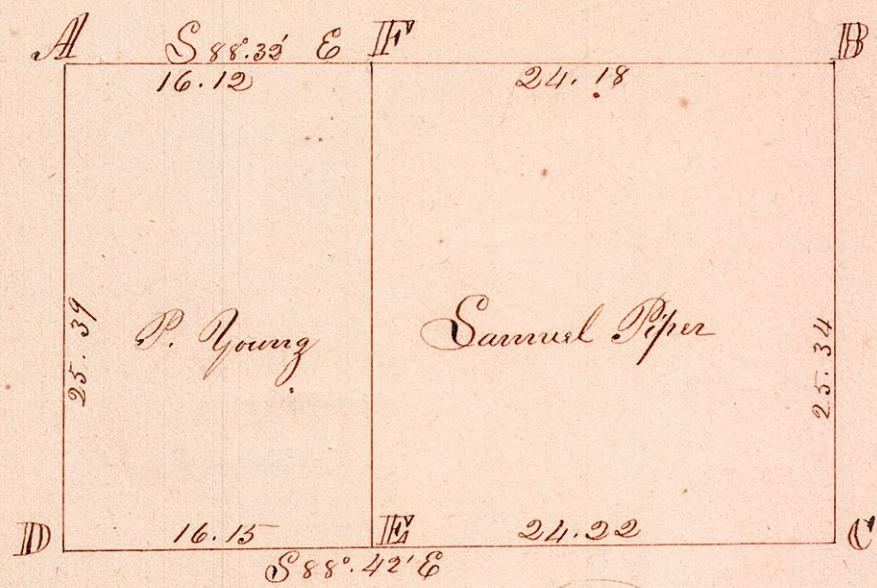 A S 88°.32' E F B
16.12 24.18
25.39
P. Young
Samuel Piper
25.34
D 16.15 E 24.22 C
S 88°.42' E